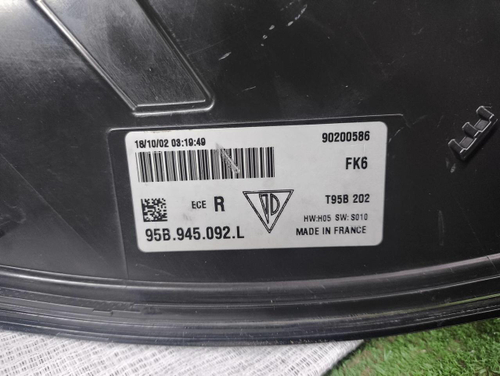 18/10/02 03:19:49
90200586
FK6
ECE R
T95B 202
HW:H05 SW: S010
95B.945.092.L
MADE IN FRANCE